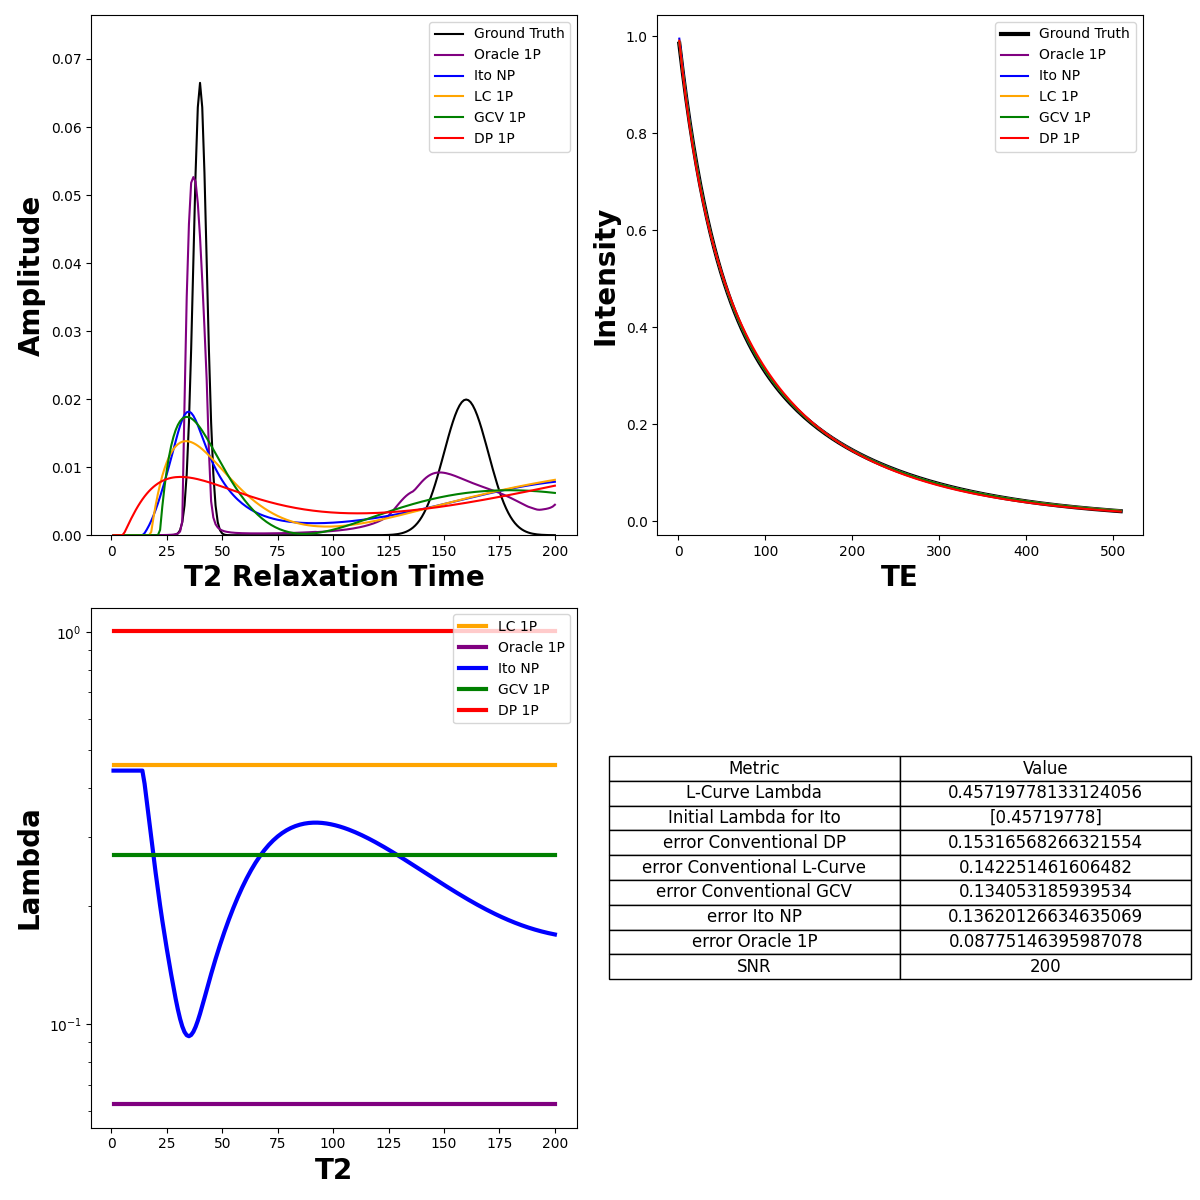 Ground Truth
Oracle 1P
Ito NP
LC 1P
GCV 1P
DP 1P
0.07
0.06
0.05
0.04
0.03
0.02
0.01
0.00
Amplitude
0 25 50 75 100 125 150 175 200
T2 Relaxation Time
Ground Truth
Oracle 1P
Ito NP
LC 1P
GCV 1P
DP 1P
1.0
0.8
0.6
0.4
0.2
0.0
Intensity
0 100 200 300 400 500
TE
LC 1P
Oracle 1P
Ito NP
GCV 1P
DP 1P
10⁰
10⁻¹
Lambda
0 25 50 75 100 125 150 175 200
T2
Metric Value
L-Curve Lambda 0.45719778133124056
Initial Lambda for Ito [0.45719778]
error Conventional DP 0.15316568266321554
error Conventional L-Curve 0.142251461606482
error Conventional GCV 0.134053185939534
error Ito NP 0.13620126634635069
error Oracle 1P 0.08775146395987078
SNR 200